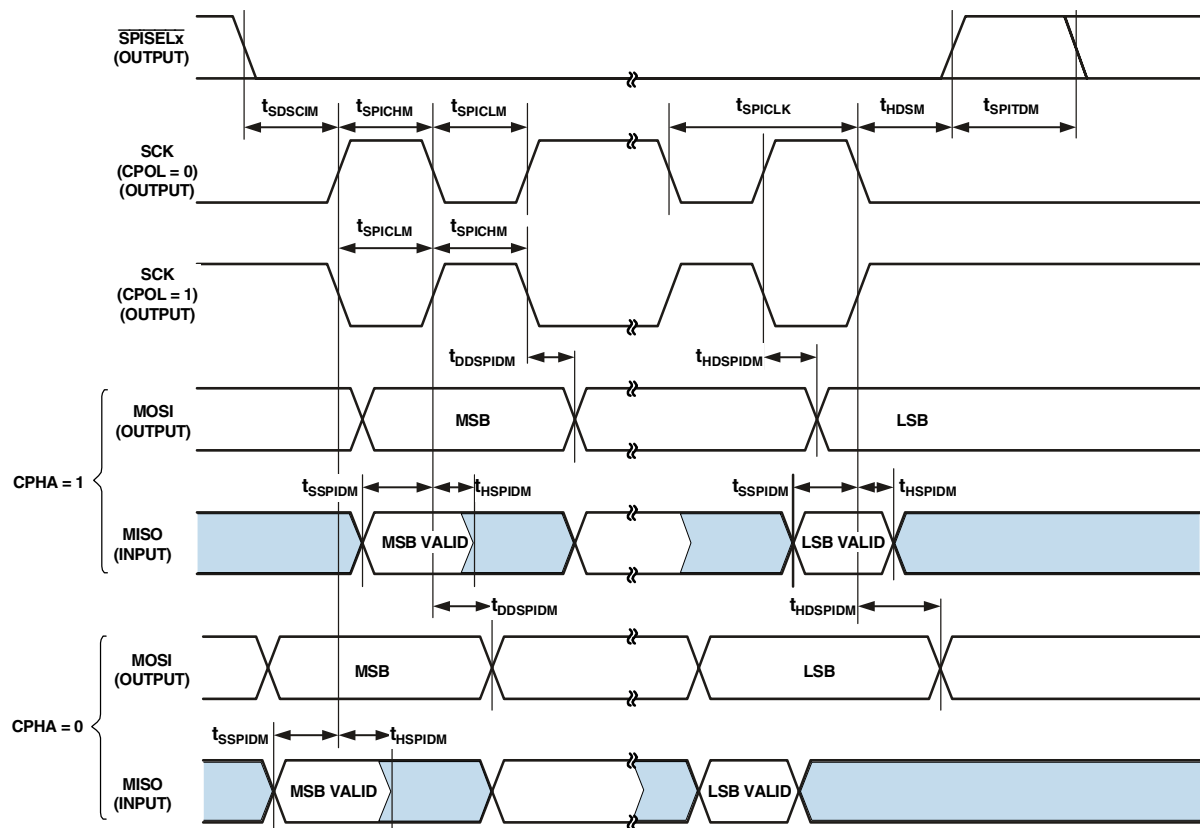 SPISELx
(OUTPUT)
tSDSCIM
tSPICHM
tSPICLM
tSPICLK
tHDSM
tSPITDM
SCK
(CPOL = 0)
(OUTPUT)
tSPICLM
tSPICHM
SCK
(CPOL = 1)
(OUTPUT)
tDDSPIDM
tHDSPIDM
CPHA = 1
MOSI
(OUTPUT)
MSB
LSB
tSSPIDM
tHSPIDM
tSSPIDM
tHSPIDM
MISO
(INPUT)
MSB VALID
LSB VALID
tDDSPIDM
tHDSPIDM
CPHA = 0
MOSI
(OUTPUT)
MSB
LSB
tSSPIDM
tHSPIDM
MISO
(INPUT)
MSB VALID
LSB VALID